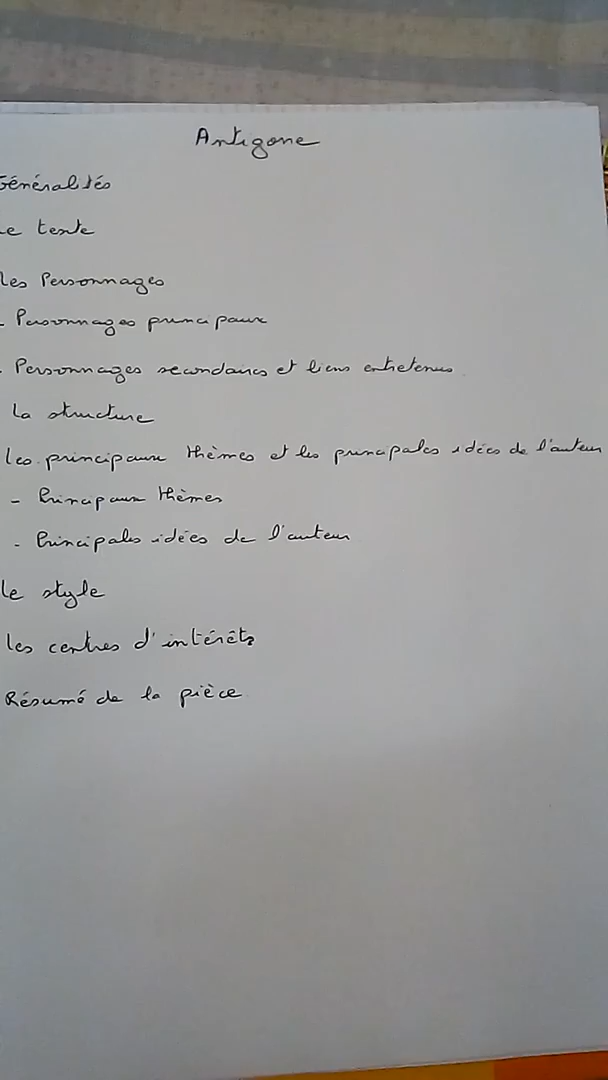 Antigone
Généralités
Le texte
Les Personnages
- Personnages principaux
- Personnages secondaires et liens entretenus
La structure
Les principaux thèmes et les principales idées de l'auteur
- Principaux thèmes
- Principales idées de l'auteur
Le style
Les centres d'intérêts
Résumé de la pièce